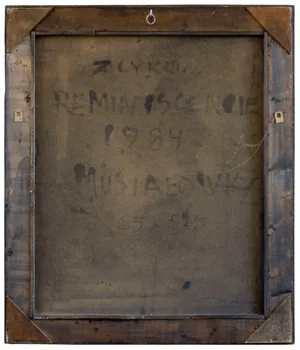 Z CYKLU
REMINISCENCJE
1984
MUSIAŁOWICZ